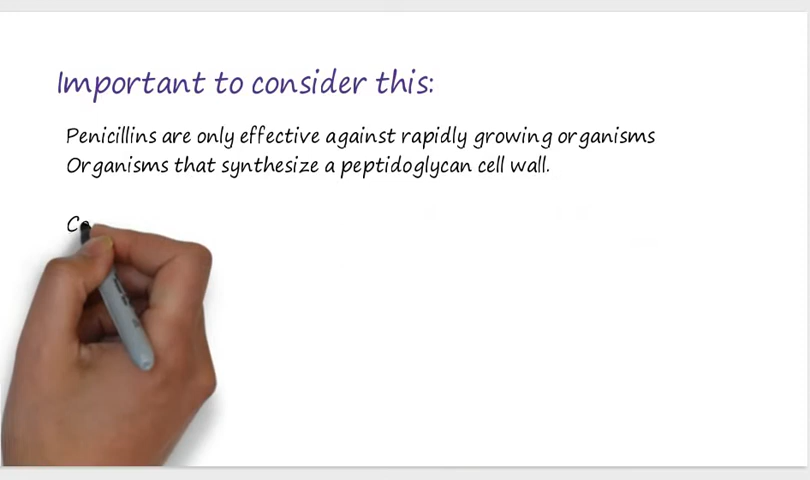 Important to consider this:
Penicillins are only effective against rapidly growing organisms
Organisms that synthesize a peptidoglycan cell wall.